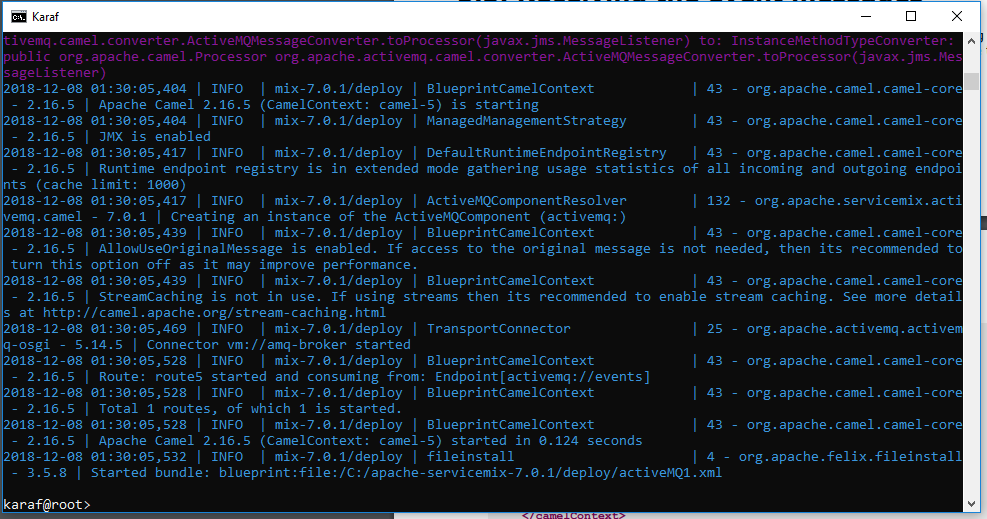 Karaf
tivemq.camel.converter.ActiveMQMessageConverter.toProcessor(javax.jms.MessageListener) to: InstanceMethodTypeConverter:
public org.apache.camel.Processor org.apache.activemq.camel.converter.ActiveMQMessageConverter.toProcessor(javax.jms.Mes
sageListener)
2018-12-08 01:30:05,404 | INFO  | mix-7.0.1/deploy | BlueprintCamelContext            | 43 - org.apache.camel.camel-core
 - 2.16.5 | Apache Camel 2.16.5 (CamelContext: camel-5) is starting
2018-12-08 01:30:05,404 | INFO  | mix-7.0.1/deploy | ManagedManagementStrategy        | 43 - org.apache.camel.camel-core
 - 2.16.5 | JMX is enabled
2018-12-08 01:30:05,417 | INFO  | mix-7.0.1/deploy | DefaultRuntimeEndpointRegistry   | 43 - org.apache.camel.camel-core
 - 2.16.5 | Runtime endpoint registry is in extended mode gathering usage statistics of all incoming and outgoing endpoi
nts (cache limit: 1000)
2018-12-08 01:30:05,417 | INFO  | mix-7.0.1/deploy | ActiveMQComponentResolver        | 132 - org.apache.servicemix.acti
vemq.camel - 7.0.1 | Creating an instance of the ActiveMQComponent (activemq:)
2018-12-08 01:30:05,439 | INFO  | mix-7.0.1/deploy | BlueprintCamelContext            | 43 - org.apache.camel.camel-core
 - 2.16.5 | AllowUseOriginalMessage is enabled. If access to the original message is not needed, then its recommended to
 turn this option off as it may improve performance.
2018-12-08 01:30:05,439 | INFO  | mix-7.0.1/deploy | BlueprintCamelContext            | 43 - org.apache.camel.camel-core
 - 2.16.5 | StreamCaching is not in use. If using streams then its recommended to enable stream caching. See more detail
s at http://camel.apache.org/stream-caching.html
2018-12-08 01:30:05,469 | INFO  | mix-7.0.1/deploy | TransportConnector               | 25 - org.apache.activemq.activem
q-osgi - 5.14.5 | Connector vm://amq-broker started
2018-12-08 01:30:05,528 | INFO  | mix-7.0.1/deploy | BlueprintCamelContext            | 43 - org.apache.camel.camel-core
 - 2.16.5 | Route: route5 started and consuming from: Endpoint[activemq://events]
2018-12-08 01:30:05,528 | INFO  | mix-7.0.1/deploy | BlueprintCamelContext            | 43 - org.apache.camel.camel-core
 - 2.16.5 | Total 1 routes, of which 1 is started.
2018-12-08 01:30:05,528 | INFO  | mix-7.0.1/deploy | BlueprintCamelContext            | 43 - org.apache.camel.camel-core
 - 2.16.5 | Apache Camel 2.16.5 (CamelContext: camel-5) started in 0.124 seconds
2018-12-08 01:30:05,532 | INFO  | mix-7.0.1/deploy | fileinstall                      | 4 - org.apache.felix.fileinstall
 - 3.5.8 | Started bundle: blueprint:file:/C:/apache-servicemix-7.0.1/deploy/activeMQ1.xml
karaf@root>
</camelContext>